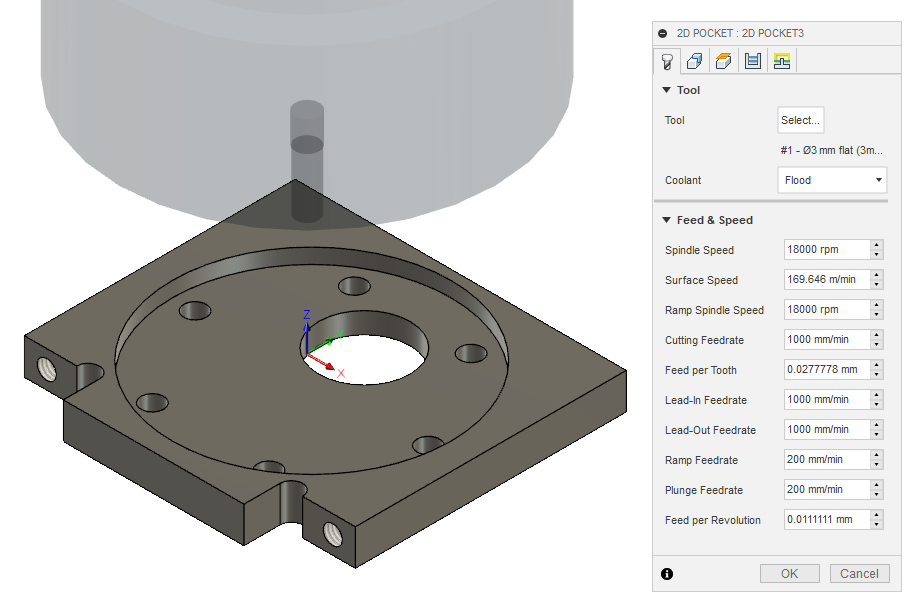 2D POCKET : 2D POCKET3
Tool
Tool Select...
#1 - Ø3 mm flat (3m...
Coolant Flood
Feed & Speed
Spindle Speed 18000 rpm
Surface Speed 169.646 m/min
Ramp Spindle Speed 18000 rpm
Cutting Feedrate 1000 mm/min
Feed per Tooth 0.0277778 mm
Lead-In Feedrate 1000 mm/min
Lead-Out Feedrate 1000 mm/min
Ramp Feedrate 200 mm/min
Plunge Feedrate 200 mm/min
Feed per Revolution 0.0111111 mm
OK Cancel
Z
X